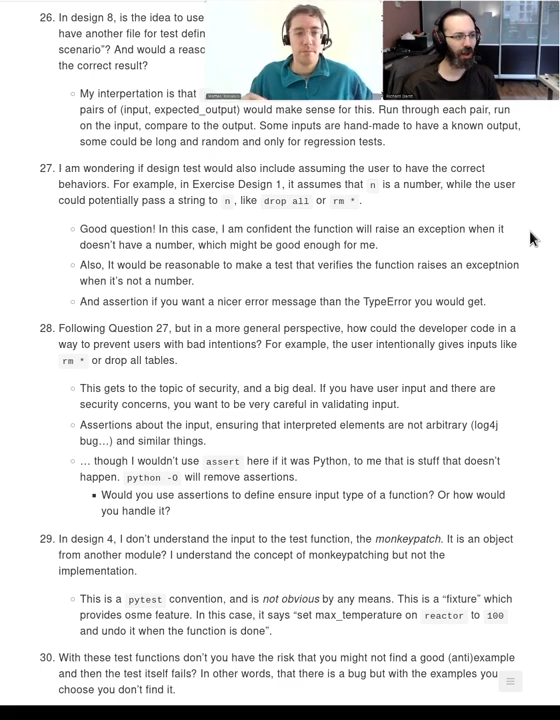 26. In design 8, is the idea to use
have another file for test defin
scenario"? And would a reaso
the correct result?
○ My interpertation is that
pairs of (input, expected_output) would make sense for this. Run through each pair, run
on the input, compare to the output. Some inputs are hand-made to have a known output,
some could be long and random and only for regression tests.
27. I am wondering if design test would also include assuming the user to have the correct
behaviors. For example, in Exercise Design 1, it assumes that n is a number, while the user
could potentially pass a string to n, like drop all or rm *.
○ Good question! In this case, I am confident the function will raise an exception when it
doesn't have a number, which might be good enough for me.
○ Also, It would be reasonable to make a test that verifies the function raises an exceptnion
when it's not a number.
○ And assertion if you want a nicer error message than the TypeError you would get.
28. Following Question 27, but in a more general perspective, how could the developer code in a
way to prevent users with bad intentions? For example, the user intentionally gives inputs like
rm * or drop all tables.
○ This gets to the topic of security, and a big deal. If you have user input and there are
security concerns, you want to be very careful in validating input.
○ Assertions about the input, ensuring that interpreted elements are not arbitrary (log4j
bug...) and similar things.
○ ... though I wouldn't use assert here if it was Python, to me that is stuff that doesn't
happen. python -O will remove assertions.
▪ Would you use assertions to define ensure input type of a function? Or how would
you handle it?
29. In design 4, I don't understand the input to the test function, the monkeypatch. It is an object
from another module? I understand the concept of monkeypatching but not the
implementation.
○ This is a pytest convention, and is not obvious by any means. This is a "fixture" which
provides osme feature. In this case, it says "set max_temperature on reactor to 100
and undo it when the function is done".
30. With these test functions don't you have the risk that you might not find a good (anti)example
and then the test itself fails? In other words, that there is a bug but with the examples you
choose you don't find it.